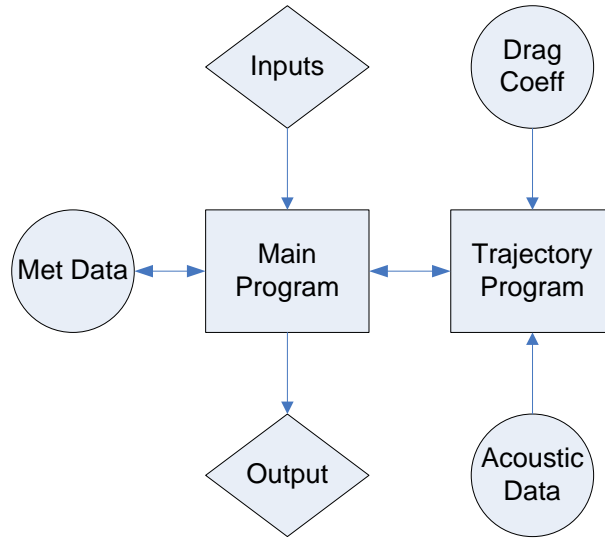 Inputs
Drag
Coeff
Met Data
Main
Program
Trajectory
Program
Output
Acoustic
Data